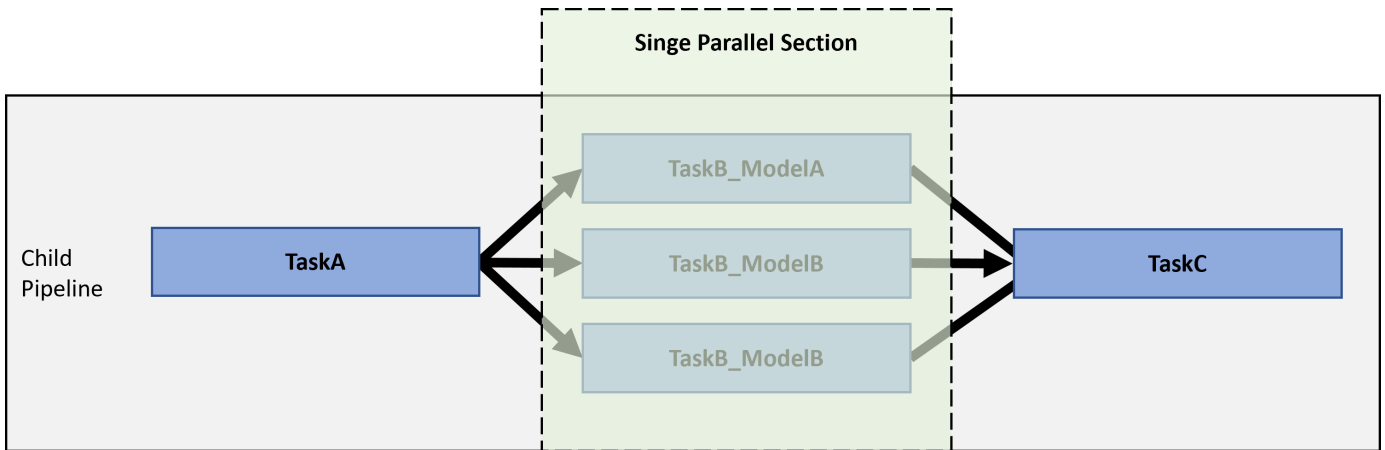 Singe Parallel Section
TaskB_ModelA
Child
Pipeline
TaskA
TaskB_ModelB
TaskC
TaskB_ModelB